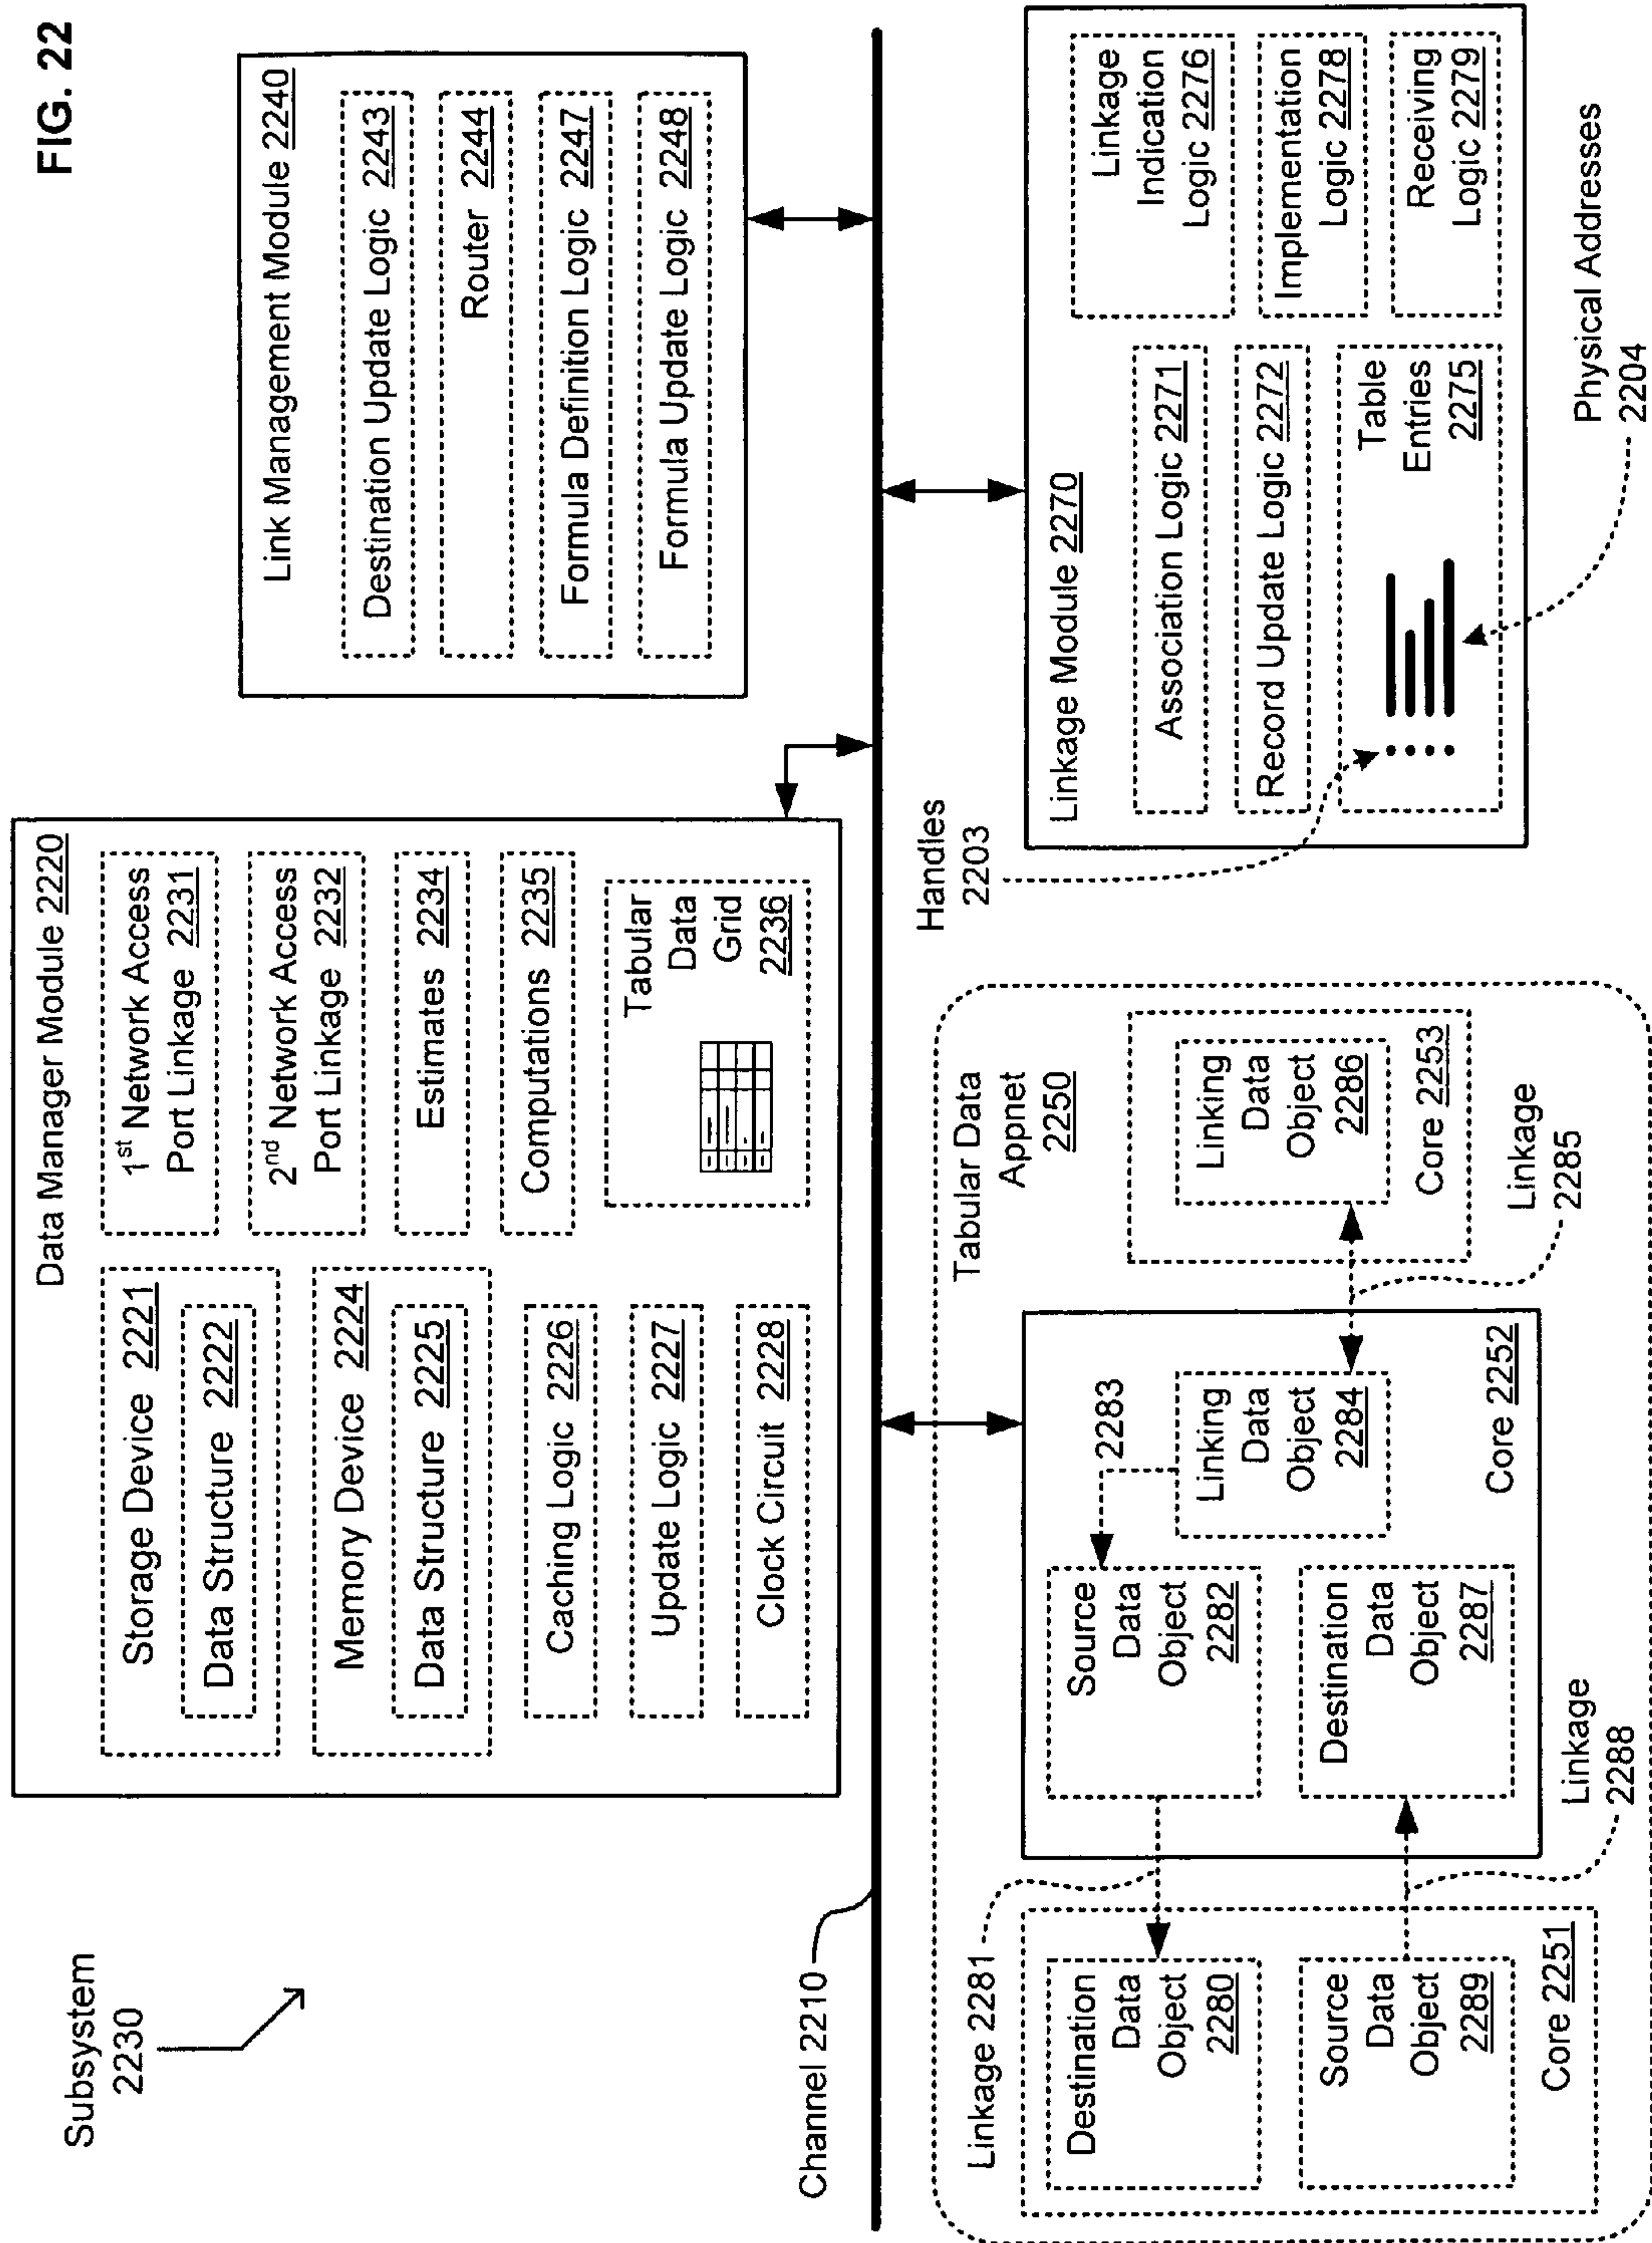 FIG. 22
Subsystem
2230
Data Manager Module 2220
Storage Device 2221
Data Structure 2222
Memory Device 2224
Data Structure 2225
Caching Logic 2226
Update Logic 2227
Clock Circuit 2228
1st Network Access
Port Linkage 2231
2nd Network Access
Port Linkage 2232
Estimates 2234
Computations 2235
Tabular
Data
Grid
2236
Link Management Module 2240
Destination Update Logic 2243
Router 2244
Formula Definition Logic 2247
Formula Update Logic 2248
Channel 2210
Tabular Data
Appnet
2250
Linkage 2281
Destination
Data
Object
2280
Source
Data
Object
2289
Core 2251
Source
Data
Object
2282
2283
Linking
Data
Object
2284
Destination
Data
Object
2287
Core 2252
Linkage
2288
Linking
Data
Object
2286
Core 2253
Linkage
2285
Handles
2203
Linkage Module 2270
Association Logic 2271
Record Update Logic 2272
Table
Entries
2275
Linkage
Indication
Logic 2276
Implementation
Logic 2278
Receiving
Logic 2279
Physical Addresses
2204